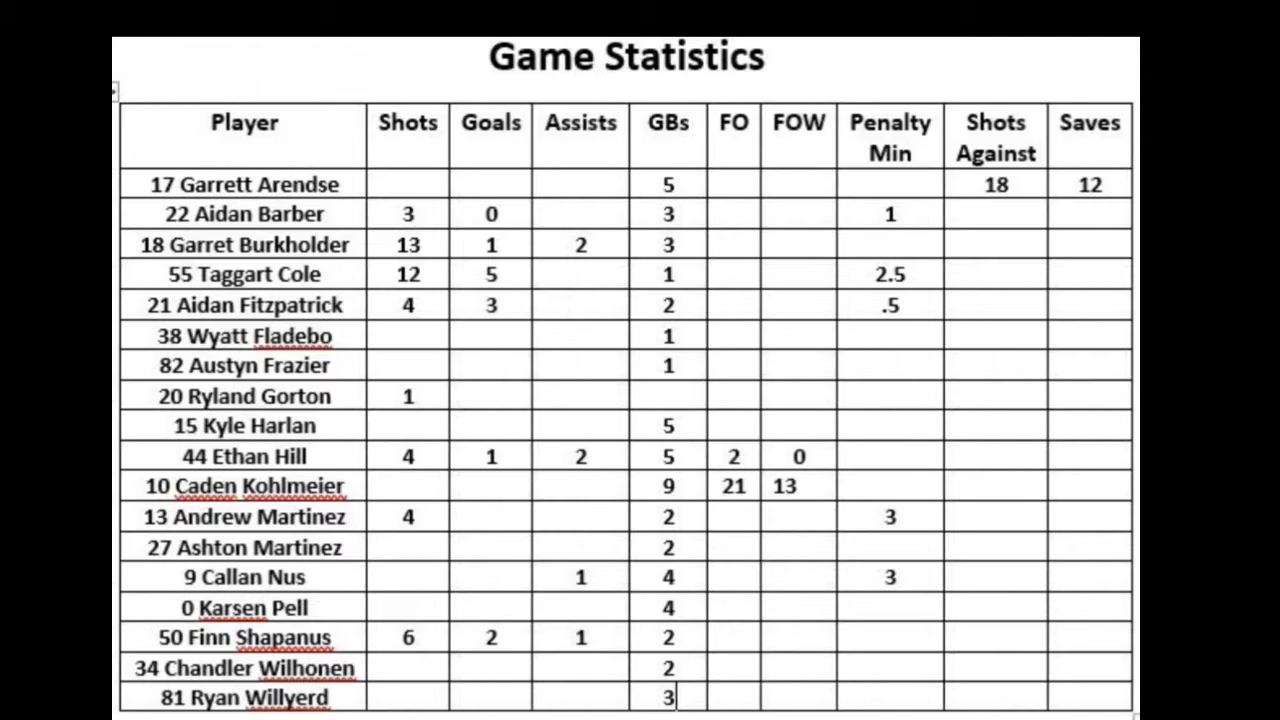 Game Statistics
Player Shots Goals Assists GBs FO FOW Penalty Min Shots Against Saves
17 Garrett Arendse 5 18 12
22 Aidan Barber 3 0 3 1
18 Garret Burkholder 13 1 2 3
55 Taggart Cole 12 5 1 2.5
21 Aidan Fitzpatrick 4 3 2 .5
38 Wyatt Fladebo 1
82 Austyn Frazier 1
20 Ryland Gorton 1
15 Kyle Harlan 5
44 Ethan Hill 4 1 2 5 2 0
10 Caden Kohlmeier 9 21 13
13 Andrew Martinez 4 2 3
27 Ashton Martinez 2
9 Callan Nus 1 4 3
0 Karsen Pell 4
50 Finn Shapanus 6 2 1 2
34 Chandler Wilhonen 2
81 Ryan Willyerd 3